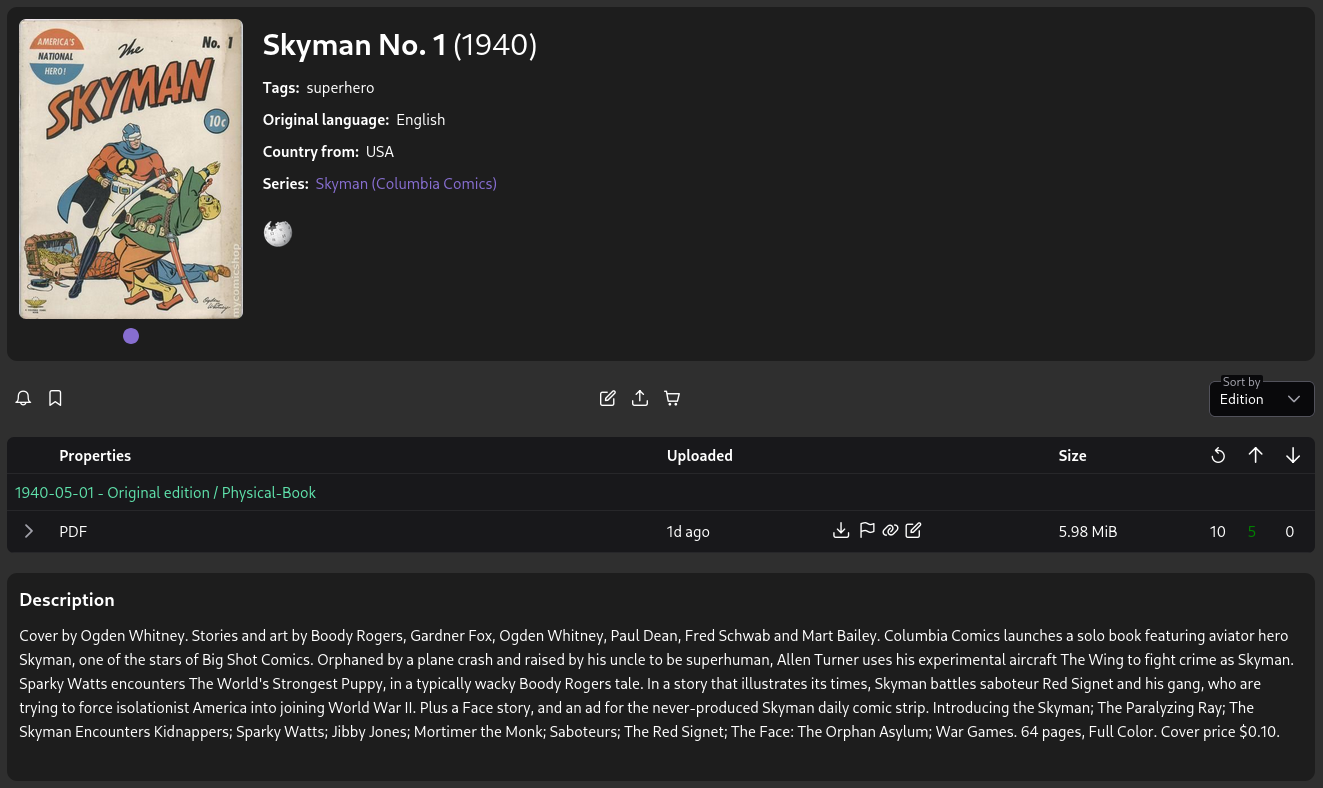 AMERICA'S
NATIONAL
HERO!
The
No. 1
SKYMAN
10¢
Ogden
Whitney
mycomicshop
Skyman No. 1 (1940)
Tags: superhero
Original language: English
Country from: USA
Series: Skyman (Columbia Comics)
Sort by
Edition
Properties Uploaded Size
1940-05-01 - Original edition / Physical-Book
PDF 1d ago 5.98 MiB 10 5 0
Description
Cover by Ogden Whitney. Stories and art by Boody Rogers, Gardner Fox, Ogden Whitney, Paul Dean, Fred Schwab and Mart Bailey. Columbia Comics launches a solo book featuring aviator hero
Skyman, one of the stars of Big Shot Comics. Orphaned by a plane crash and raised by his uncle to be superhuman, Allen Turner uses his experimental aircraft The Wing to fight crime as Skyman.
Sparky Watts encounters The World's Strongest Puppy, in a typically wacky Boody Rogers tale. In a story that illustrates its times, Skyman battles saboteur Red Signet and his gang, who are
trying to force isolationist America into joining World War II. Plus a Face story, and an ad for the never-produced Skyman daily comic strip. Introducing the Skyman; The Paralyzing Ray; The
Skyman Encounters Kidnappers; Sparky Watts; Jibby Jones; Mortimer the Monk; Saboteurs; The Red Signet; The Face: The Orphan Asylum; War Games. 64 pages, Full Color. Cover price $0.10.